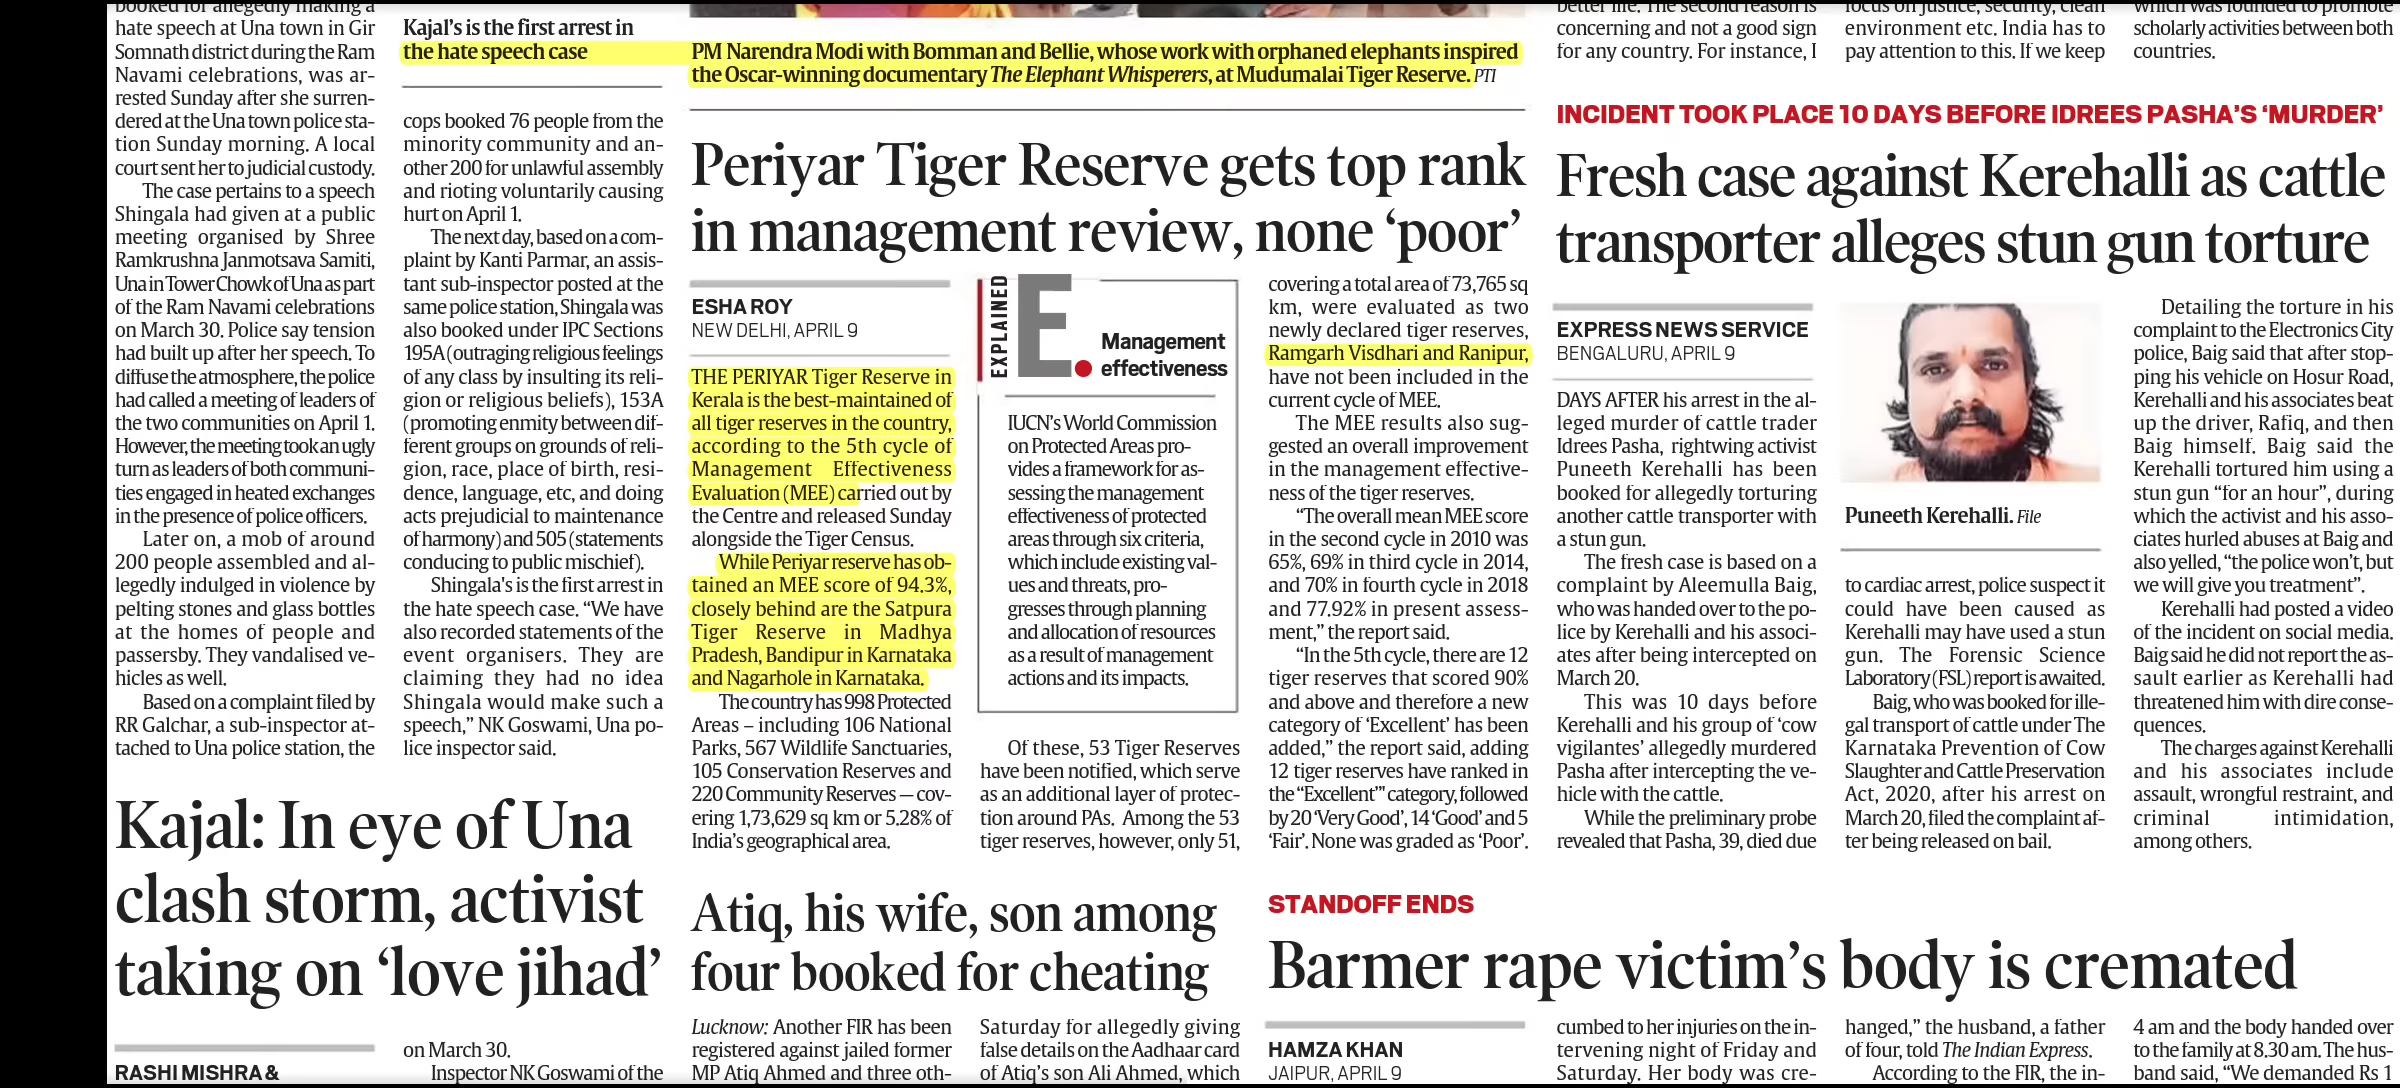 booked for allegedly making a
hate speech at Una town in Gir
Somnath district during the Ram
Navami celebrations, was ar-
rested Sunday after she surren-
dered at the Una town police sta-
tion Sunday morning. A local
court sent her to judicial custody.
The case pertains to a speech
Shingala had given at a public
meeting organised by Shree
Ramkrushna Janmotsava Samiti,
Una in Tower Chowk of Una as part
of the Ram Navami celebrations
on March 30. Police say tension
had built up after her speech. To
diffuse the atmosphere, the police
had called a meeting of leaders of
the two communities on April 1.
However, the meeting took an ugly
turn as leaders of both communi-
ties engaged in heated exchanges
in the presence of police officers.
Later on, a mob of around
200 people assembled and al-
legedly indulged in violence by
pelting stones and glass bottles
at the homes of people and
passersby. They vandalised ve-
hicles as well.
Based on a complaint filed by
RR Galchar, a sub-inspector at-
tached to Una police station, the
Kajal's is the first arrest in
the hate speech case
cops booked 76 people from the
minority community and an-
other 200 for unlawful assembly
and rioting voluntarily causing
hurt on April 1.
The next day, based on a com-
plaint by Kanti Parmar, an assis-
tant sub-inspector posted at the
same police station, Shingala was
also booked under IPC Sections
195A (outraging religious feelings
of any class by insulting its reli-
gion or religious beliefs), 153A
(promoting enmity between dif-
ferent groups on grounds of reli-
gion, race, place of birth, resi-
dence, language, etc, and doing
acts prejudicial to maintenance
of harmony) and 505 (statements
conducing to public mischief).
Shingala's is the first arrest in
the hate speech case. “We have
also recorded statements of the
event organisers. They are
claiming they had no idea
Shingala would make such a
speech,” NK Goswami, Una po-
lice inspector said.
Kajal: In eye of Una
clash storm, activist
taking on ‘love jihad’
RASHI MISHRA &
on March 30.
Inspector NK Goswami of the
PM Narendra Modi with Bomman and Bellie, whose work with orphaned elephants inspired
the Oscar-winning documentary The Elephant Whisperers, at Mudumalai Tiger Reserve. PTI
Periyar Tiger Reserve gets top rank
in management review, none ‘poor’
ESHA ROY
NEW DELHI, APRIL 9
THE PERIYAR Tiger Reserve in
Kerala is the best-maintained of
all tiger reserves in the country,
according to the 5th cycle of
Management Effectiveness
Evaluation (MEE) carried out by
the Centre and released Sunday
alongside the Tiger Census.
While Periyar reserve has ob-
tained an MEE score of 94.3%,
closely behind are the Satpura
Tiger Reserve in Madhya
Pradesh, Bandipur in Karnataka
and Nagarhole in Karnataka.
The country has 998 Protected
Areas – including 106 National
Parks, 567 Wildlife Sanctuaries,
105 Conservation Reserves and
220 Community Reserves — cov-
ering 1,73,629 sq km or 5.28% of
India's geographical area.
EXPLAINED
E.
Management
effectiveness
IUCN's World Commission
on Protected Areas pro-
vides a framework for as-
sessing the management
effectiveness of protected
areas through six criteria,
which include existing val-
ues and threats, pro-
gresses through planning
and allocation of resources
as a result of management
actions and its impacts.
Of these, 53 Tiger Reserves
have been notified, which serve
as an additional layer of protec-
tion around PAs. Among the 53
tiger reserves, however, only 51,
covering a total area of 73,765 sq
km, were evaluated as two
newly declared tiger reserves,
Ramgarh Visdhari and Ranipur,
have not been included in the
current cycle of MEE.
The MEE results also sug-
gested an overall improvement
in the management effective-
ness of the tiger reserves.
“The overall mean MEE score
in the second cycle in 2010 was
65%, 69% in third cycle in 2014,
and 70% in fourth cycle in 2018
and 77.92% in present assess-
ment,” the report said.
“In the 5th cycle, there are 12
tiger reserves that scored 90%
and above and therefore a new
category of ‘Excellent’ has been
added,” the report said, adding
12 tiger reserves have ranked in
the “Excellent’” category, followed
by 20 ‘Very Good’, 14 ‘Good’ and 5
‘Fair’. None was graded as ‘Poor’.
Atiq, his wife, son among
four booked for cheating
Lucknow: Another FIR has been
registered against jailed former
MP Atiq Ahmed and three oth-
Saturday for allegedly giving
false details on the Aadhaar card
of Atiq's son Ali Ahmed, which
better life. The second reason is
concerning and not a good sign
for any country. For instance, I
focus on justice, security, clean
environment etc. India has to
pay attention to this. If we keep
which was founded to promote
scholarly activities between both
countries.
INCIDENT TOOK PLACE 10 DAYS BEFORE IDREES PASHA'S ‘MURDER’
Fresh case against Kerehalli as cattle
transporter alleges stun gun torture
EXPRESS NEWS SERVICE
BENGALURU, APRIL 9
DAYS AFTER his arrest in the al-
leged murder of cattle trader
Idrees Pasha, rightwing activist
Puneeth Kerehalli has been
booked for allegedly torturing
another cattle transporter with
a stun gun.
The fresh case is based on a
complaint by Aleemulla Baig,
who was handed over to the po-
lice by Kerehalli and his associ-
ates after being intercepted on
March 20.
This was 10 days before
Kerehalli and his group of ‘cow
vigilantes’ allegedly murdered
Pasha after intercepting the ve-
hicle with the cattle.
While the preliminary probe
revealed that Pasha, 39, died due
Puneeth Kerehalli. File
to cardiac arrest, police suspect it
could have been caused as
Kerehalli may have used a stun
gun. The Forensic Science
Laboratory (FSL) report is awaited.
Baig, who was booked for ille-
gal transport of cattle under The
Karnataka Prevention of Cow
Slaughter and Cattle Preservation
Act, 2020, after his arrest on
March 20, filed the complaint af-
ter being released on bail.
Detailing the torture in his
complaint to the Electronics City
police, Baig said that after stop-
ping his vehicle on Hosur Road,
Kerehalli and his associates beat
up the driver, Rafiq, and then
Baig himself. Baig said the
Kerehalli tortured him using a
stun gun “for an hour”, during
which the activist and his asso-
ciates hurled abuses at Baig and
also yelled, “the police won't, but
we will give you treatment”.
Kerehalli had posted a video
of the incident on social media.
Baig said he did not report the as-
sault earlier as Kerehalli had
threatened him with dire conse-
quences.
The charges against Kerehalli
and his associates include
assault, wrongful restraint, and
criminal intimidation,
among others.
STANDOFF ENDS
Barmer rape victim's body is cremated
HAMZA KHAN
JAIPUR, APRIL 9
cumbed to her injuries on the in-
tervening night of Friday and
Saturday. Her body was cre-
hanged,” the husband, a father
of four, told The Indian Express.
According to the FIR, the in-
4 am and the body handed over
to the family at 8.30 am. The hus-
band said, “We demanded Rs 1